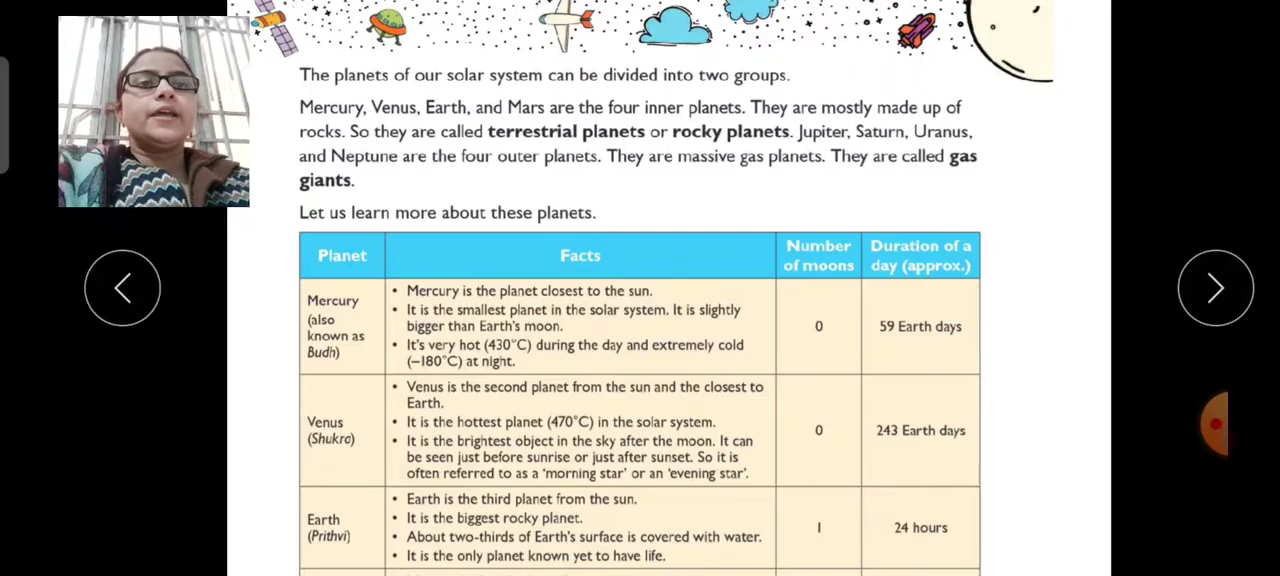 The planets of our solar system can be divided into two groups.
Mercury, Venus, Earth, and Mars are the four inner planets. They are mostly made up of
rocks. So they are called terrestrial planets or rocky planets. Jupiter, Saturn, Uranus,
and Neptune are the four outer planets. They are massive gas planets. They are called gas
giants.
Let us learn more about these planets.
Planet
Facts
Number
of moons
Duration of a
day (approx.)
Mercury
(also
known as
Budh)
• Mercury is the planet closest to the sun.
• It is the smallest planet in the solar system. It is slightly
bigger than Earth's moon.
• It's very hot (430°C) during the day and extremely cold
(–180°C) at night.
0
59 Earth days
Venus
(Shukra)
• Venus is the second planet from the sun and the closest to
Earth.
• It is the hottest planet (470°C) in the solar system.
• It is the brightest object in the sky after the moon. It can
be seen just before sunrise or just after sunset. So it is
often referred to as a 'morning star' or an 'evening star'.
0
243 Earth days
Earth
(Prithvi)
• Earth is the third planet from the sun.
• It is the biggest rocky planet.
• About two-thirds of Earth's surface is covered with water.
• It is the only planet known yet to have life.
1
24 hours